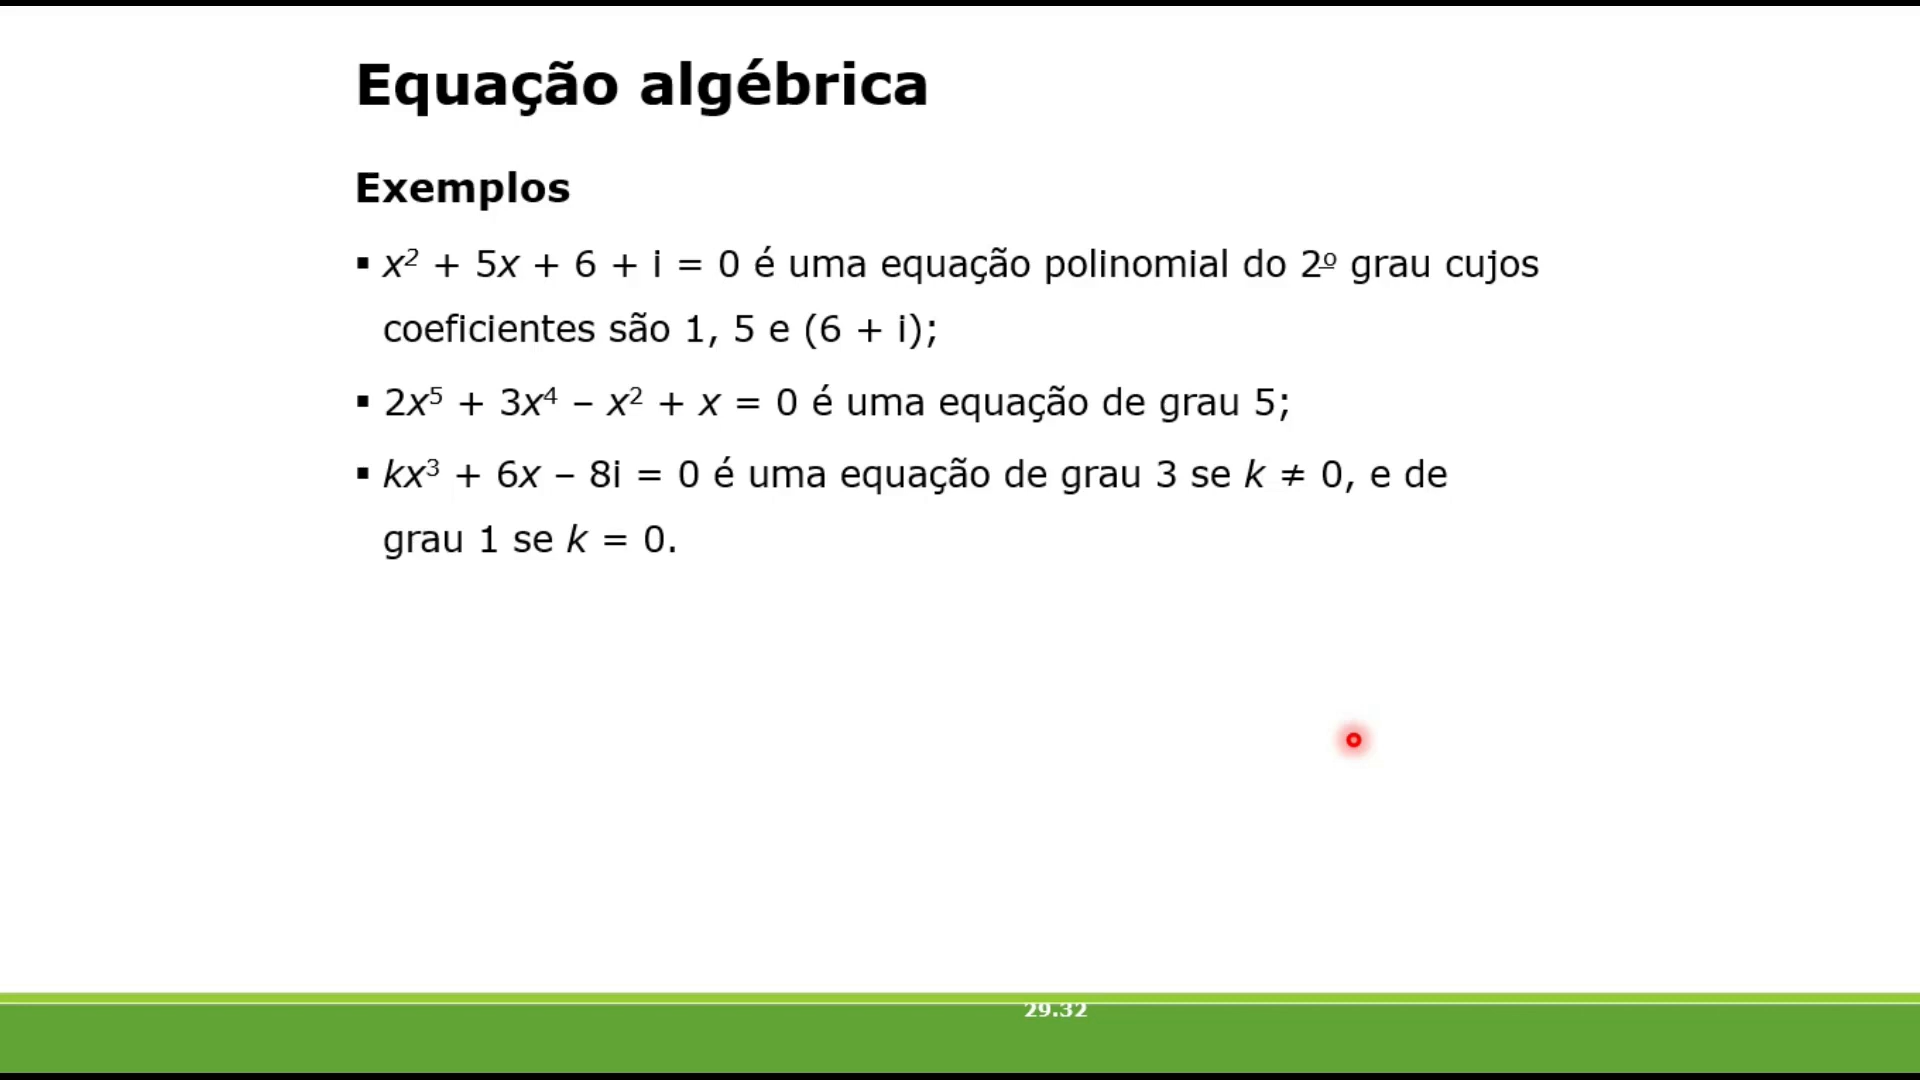 Equação algébrica
Exemplos
▪ x² + 5x + 6 + i = 0 é uma equação polinomial do 2º grau cujos
coeficientes são 1, 5 e (6 + i);
▪ 2x⁵ + 3x⁴ – x² + x = 0 é uma equação de grau 5;
▪ kx³ + 6x – 8i = 0 é uma equação de grau 3 se k ≠ 0, e de
grau 1 se k = 0.
29.32